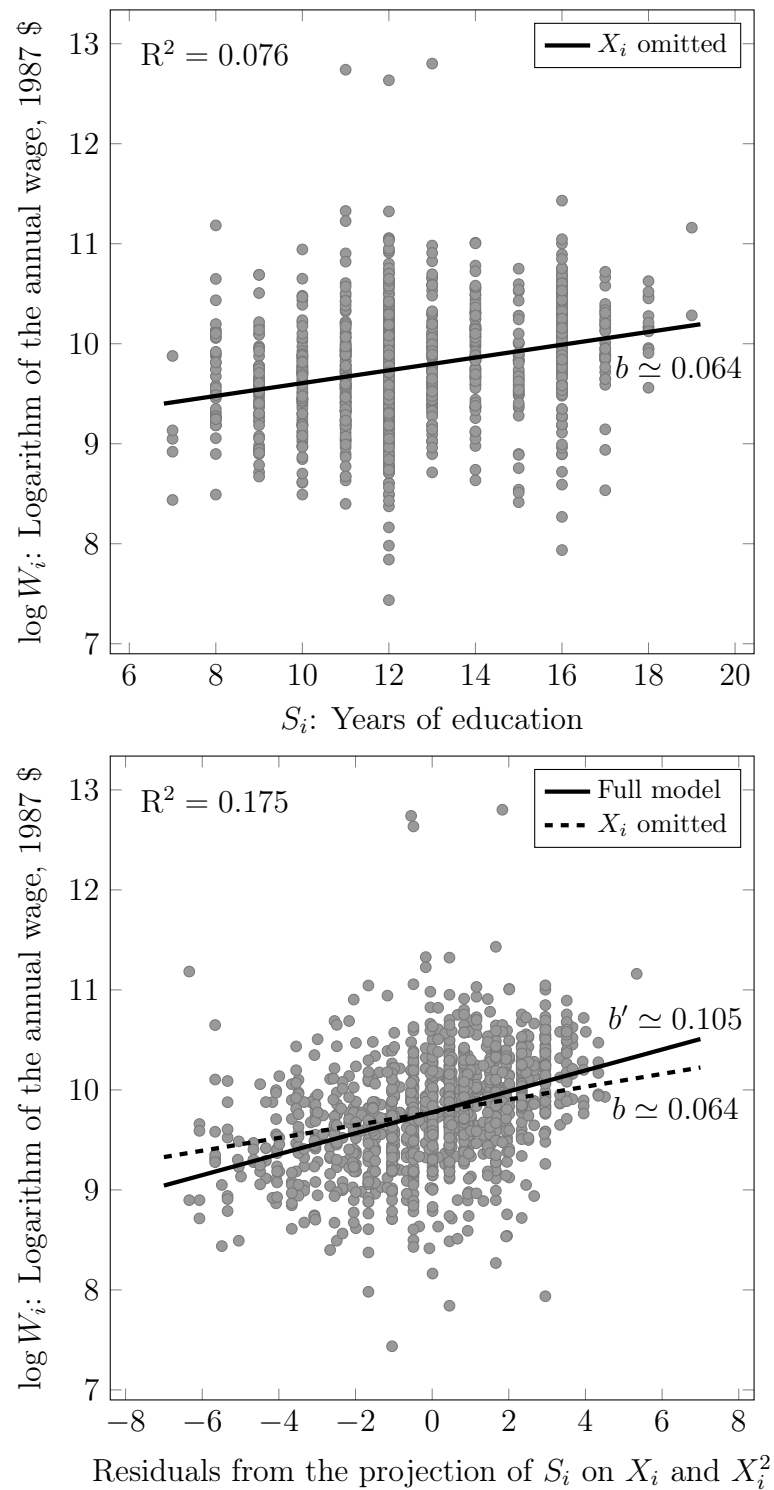 R² = 0.076
X_i omitted
13
12
11
10
9
8
7
log W_i: Logarithm of the annual wage, 1987 $
b ≃ 0.064
6 8 10 12 14 16 18 20
S_i: Years of education
R² = 0.175
Full model
X_i omitted
13
12
11
10
9
8
7
log W_i: Logarithm of the annual wage, 1987 $
b′ ≃ 0.105
b ≃ 0.064
−8 −6 −4 −2 0 2 4 6 8
Residuals from the projection of S_i on X_i and X_i²